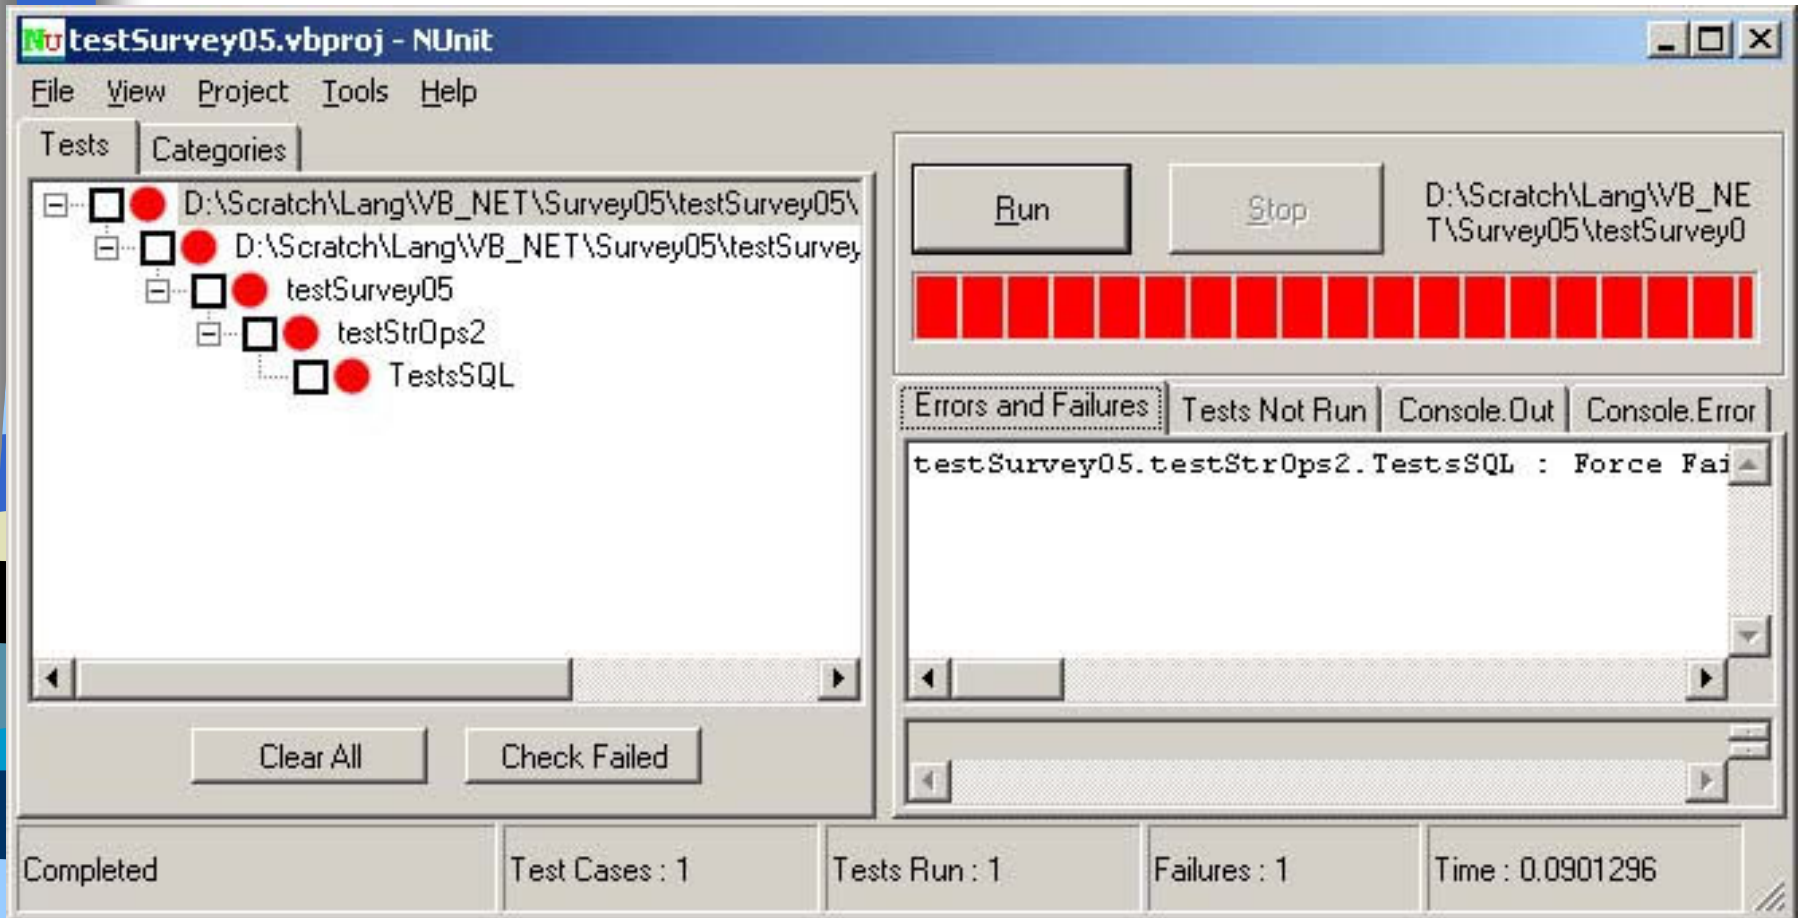 NU testSurvey05.vbproj - NUnit
File View Project Tools Help
Tests Categories
D:\Scratch\Lang\VB_NET\Survey05\testSurvey05\
D:\Scratch\Lang\VB_NET\Survey05\testSurvey
testSurvey05
testStrOps2
TestsSQL
Clear All Check Failed
Run Stop
D:\Scratch\Lang\VB_NE
T\Survey05\testSurvey0
Errors and Failures Tests Not Run Console.Out Console.Error
testSurvey05.testStrOps2.TestsSQL : Force Fai
Completed Test Cases : 1 Tests Run : 1 Failures : 1 Time : 0.0901296